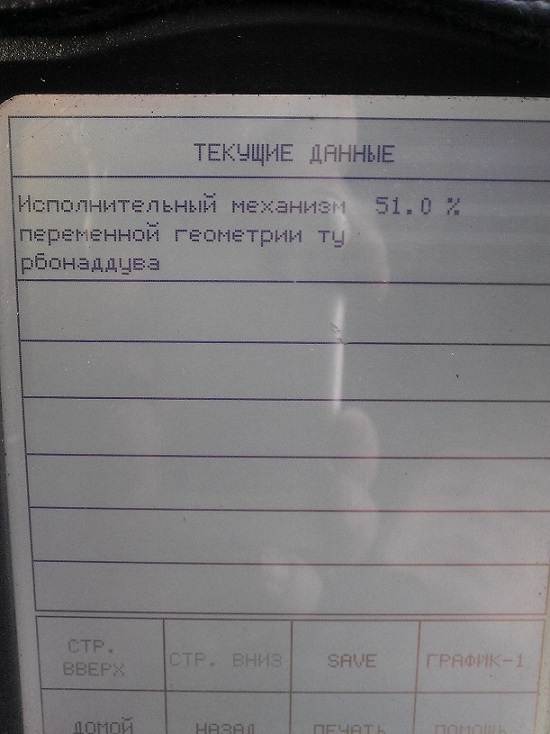 ТЕКУЩИЕ ДАННЫЕ
Исполнительный механизм 51.0 %
переменной геометрии ту
рбонаддува
СТР. ВВЕРХ
СТР. ВНИЗ
SAVE
ГРАФИК-1
ДОМОЙ
НАЗАД
ПЕЧАТЬ
ПОМОЩЬ